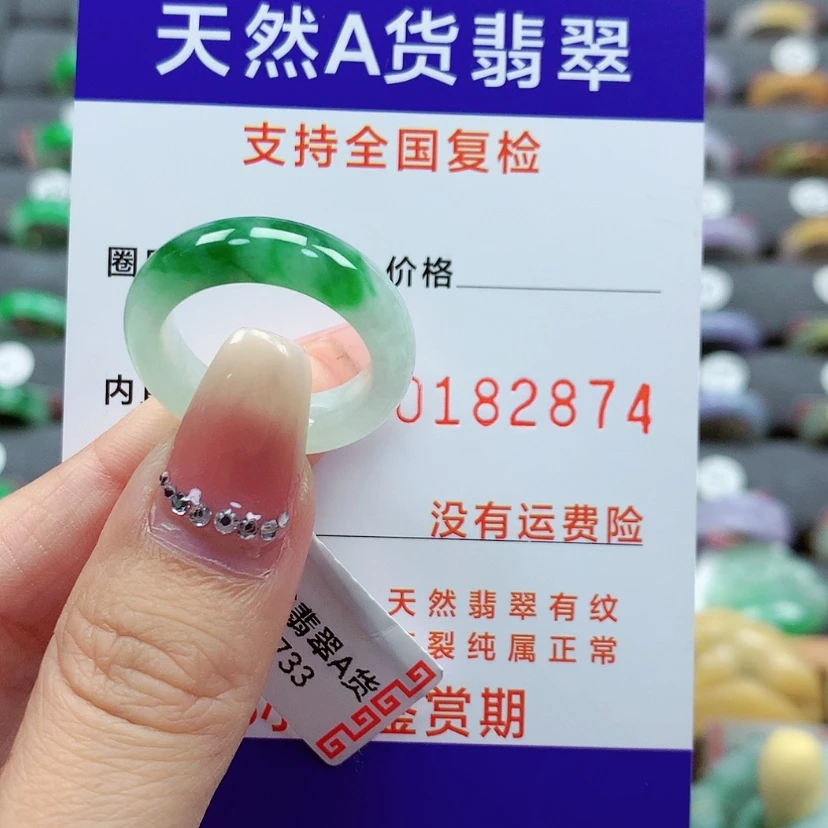 天然A货翡翠
支持全国复检
圈
价格
内
0182874
没有运费险
天然翡翠有纹
裂纯属正常
鉴赏期
翡翠A货
733